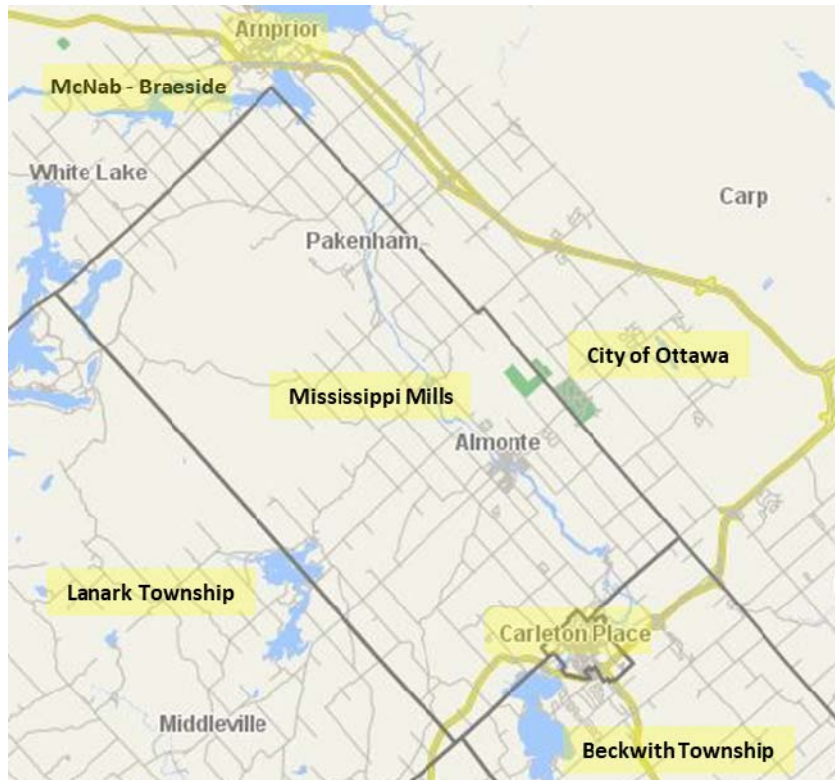 Arnprior
McNab - Braeside
White Lake
Carp
Pakenham
City of Ottawa
Mississippi Mills
Almonte
Lanark Township
Carleton Place
Middleville
Beckwith Township